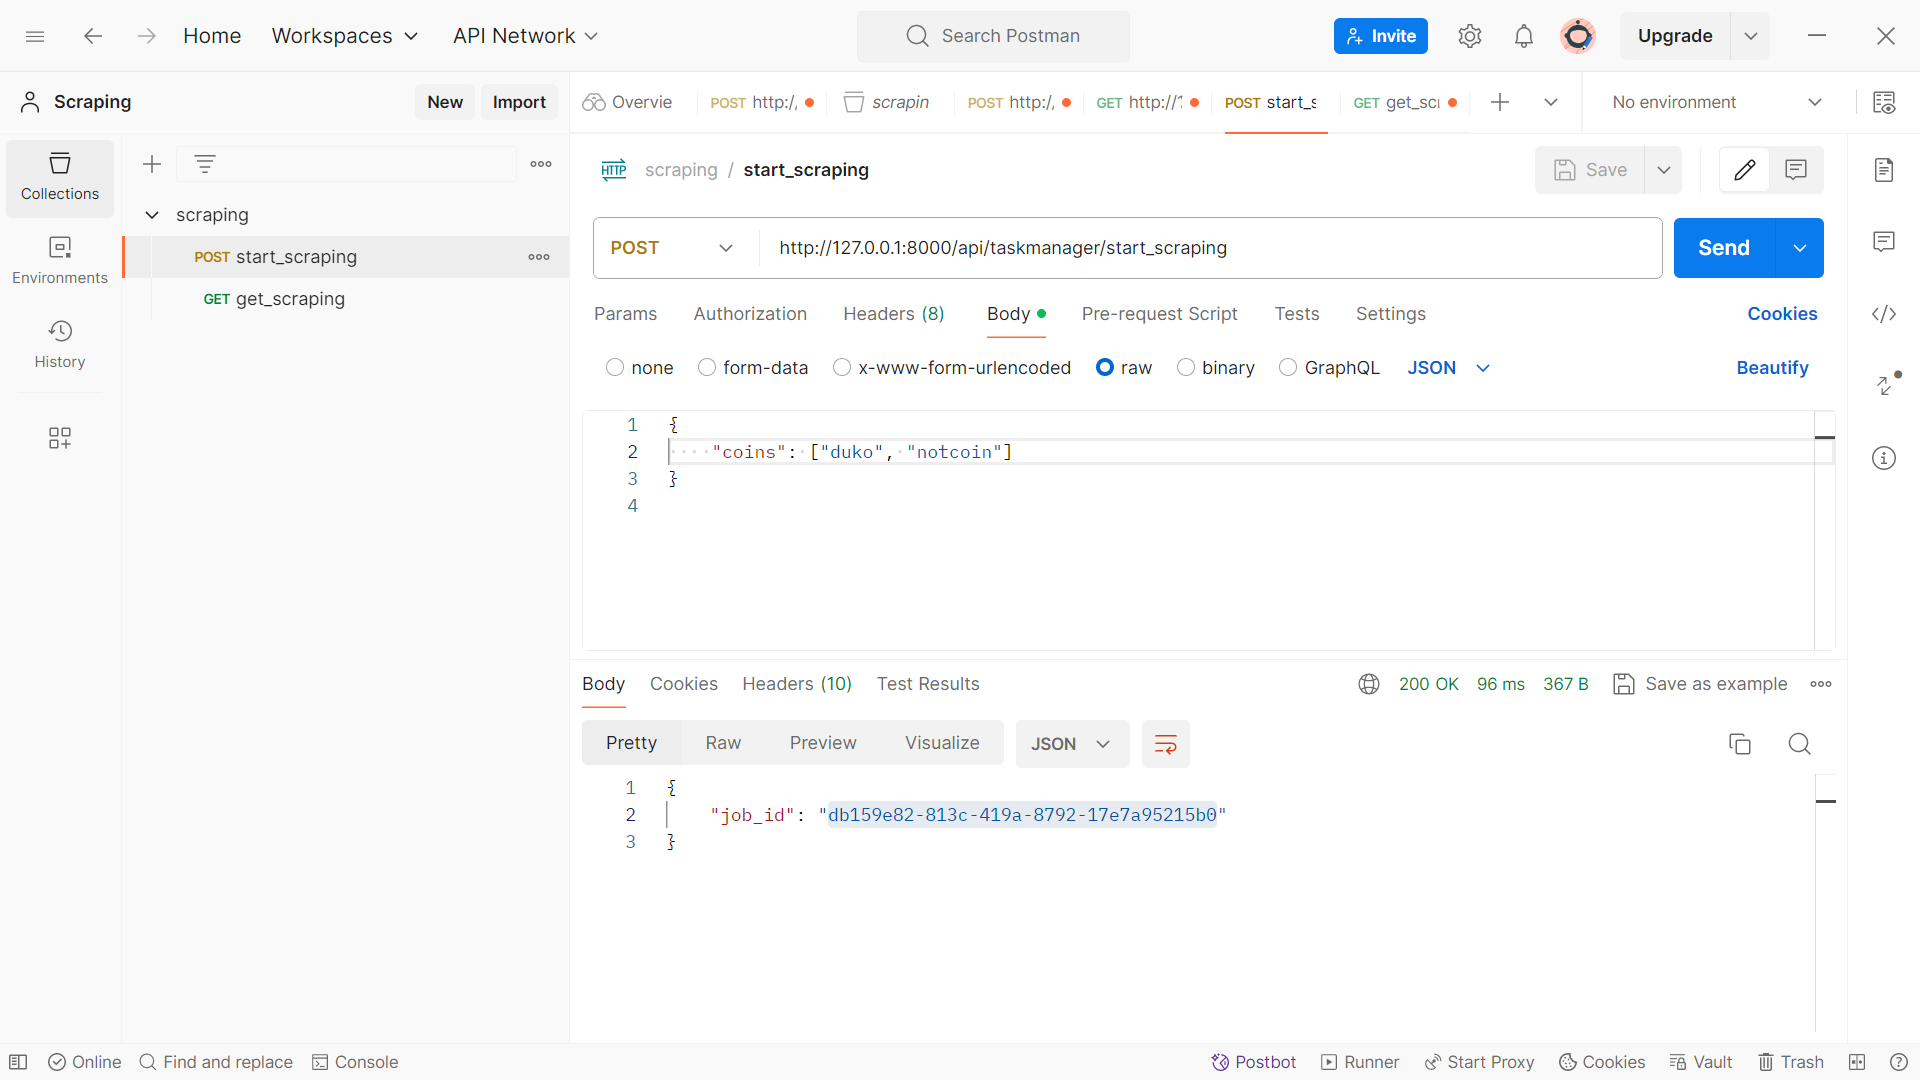 Home Workspaces API Network Search Postman Invite Upgrade
Scraping New Import Overvie POST http:/, scrapin POST http:/, GET http://1 POST start_s GET get_scr No environment
Collections
scraping / start_scraping Save
scraping
POST start_scraping
GET get_scraping
Environments
History
POST http://127.0.0.1:8000/api/taskmanager/start_scraping Send
Params Authorization Headers (8) Body Pre-request Script Tests Settings Cookies
none form-data x-www-form-urlencoded raw binary GraphQL JSON Beautify
1 {
2 "coins": ["duko", "notcoin"]
3 }
4
Body Cookies Headers (10) Test Results 200 OK 96 ms 367 B Save as example
Pretty Raw Preview Visualize JSON
1 {
2 "job_id": "db159e82-813c-419a-8792-17e7a95215b0"
3 }
Online Find and replace Console Postbot Runner Start Proxy Cookies Vault Trash